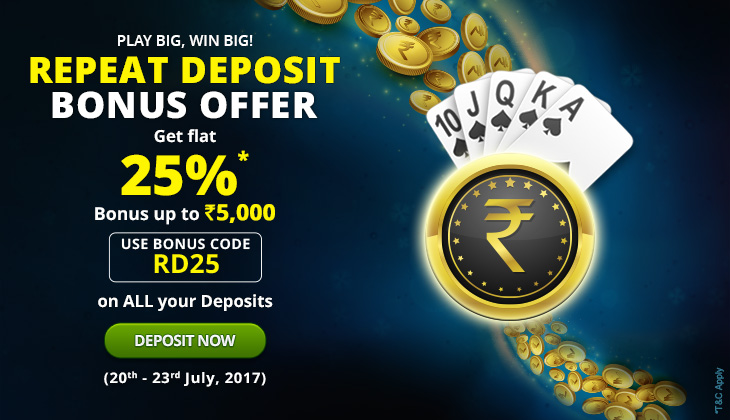 PLAY BIG, WIN BIG!
REPEAT DEPOSIT
BONUS OFFER
Get flat
25%*
Bonus up to ₹5,000
USE BONUS CODE
RD25
on ALL your Deposits
DEPOSIT NOW
(20th - 23rd July, 2017)
10 J Q K A
₹
*T&C Apply